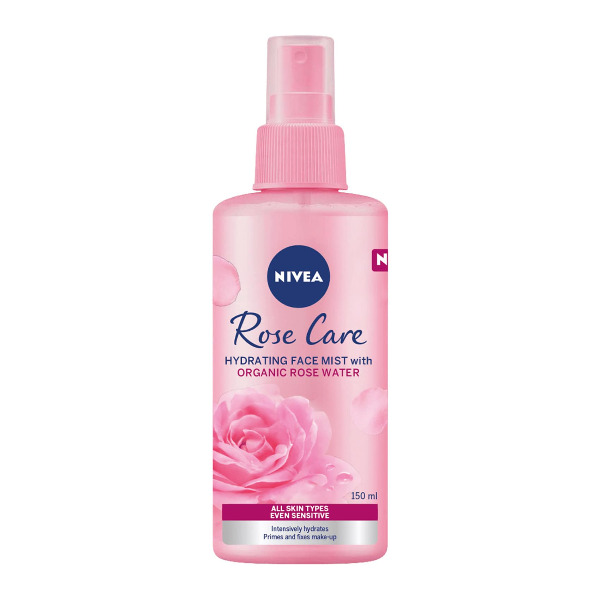 NIVEA
Rose Care
HYDRATING FACE MIST with
ORGANIC ROSE WATER
150 ml
ALL SKIN TYPES
EVEN SENSITIVE
Intensively hydrates
Primes and fixes make-up